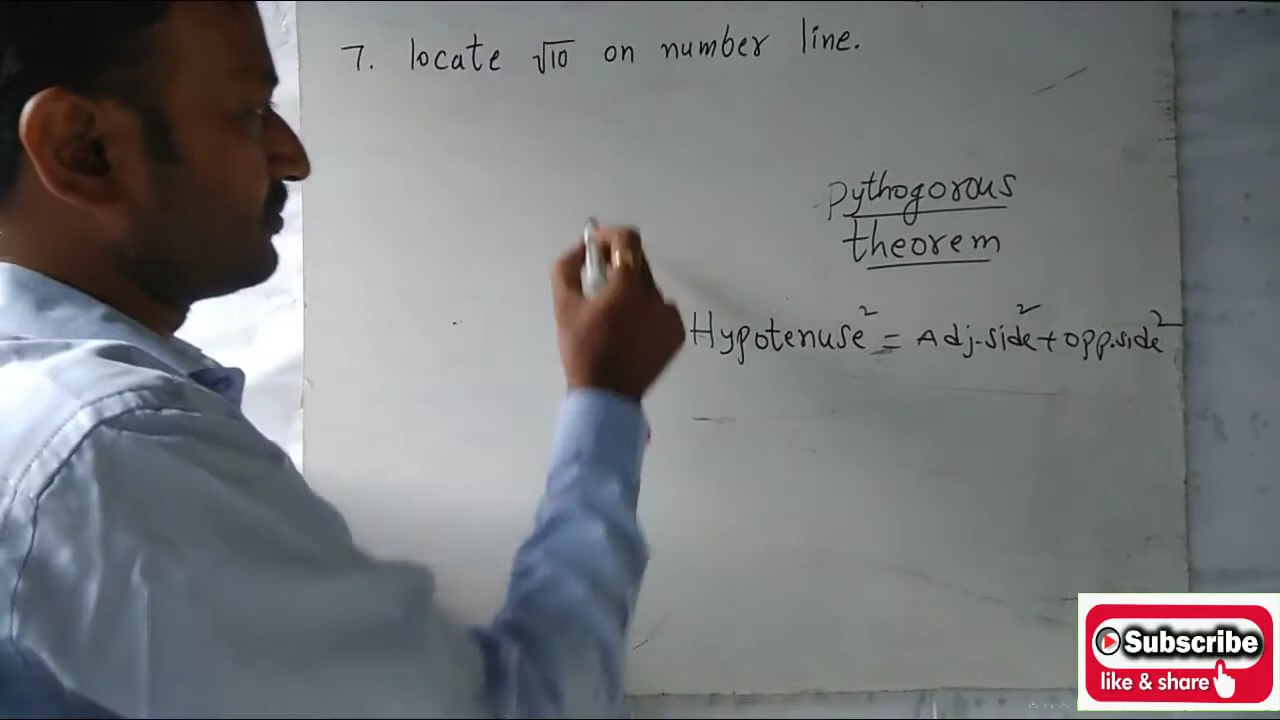 7. locate √10 on number line.
pythogorous
theorem
Hypotenuse² = Adj.side² + opp.side²
Subscribe
like & share